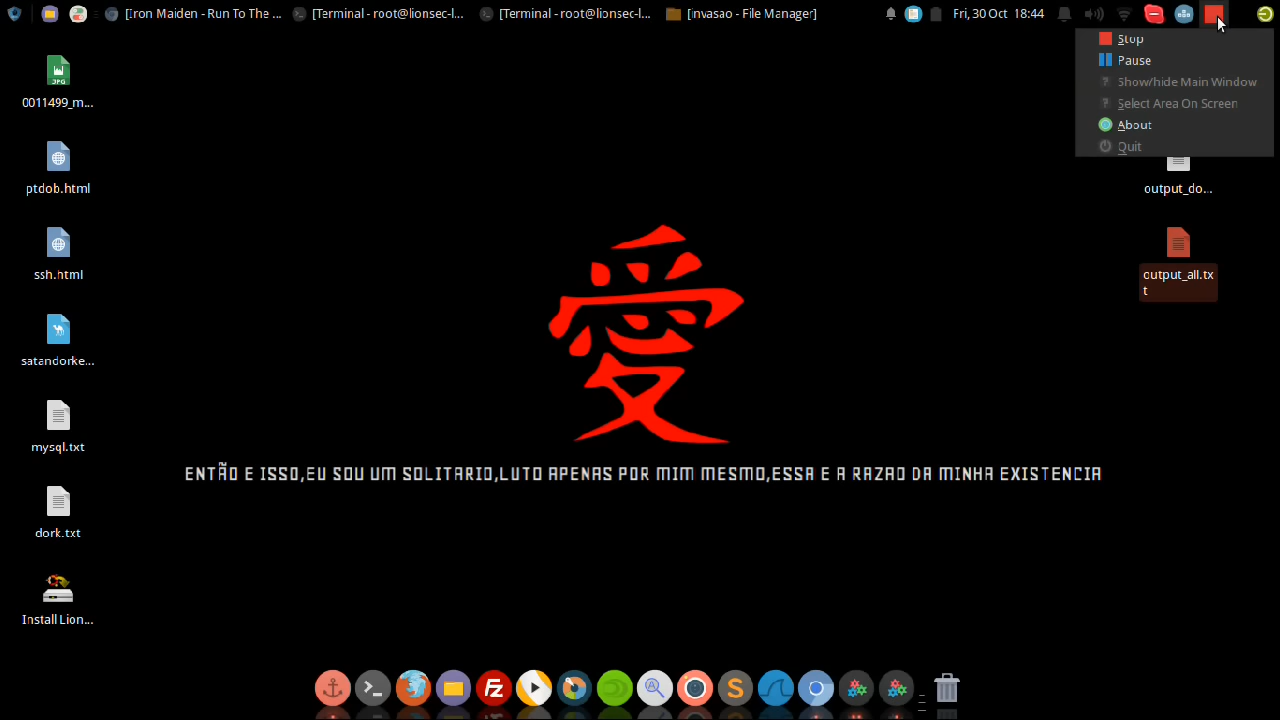 [Iron Maiden - Run To The ...
[Terminal - root@lionsec-l...
[Terminal - root@lionsec-l...
[invasao - File Manager]
Fri, 30 Oct 18:44
Stop
Pause
Show/hide Main Window
Select Area On Screen
About
Quit
JPG
0011499_m...
ptdob.html
ssh.html
satandorke...
mysql.txt
dork.txt
Install Lion...
output_do...
output_all.tx
t
愛
ENTÃO E ISSO,EU SOU UM SOLITARIO,LUTO APENAS POR MIM MESMO,ESSA E A RAZAO DA MINHA EXISTENCIA
FZ
A
S